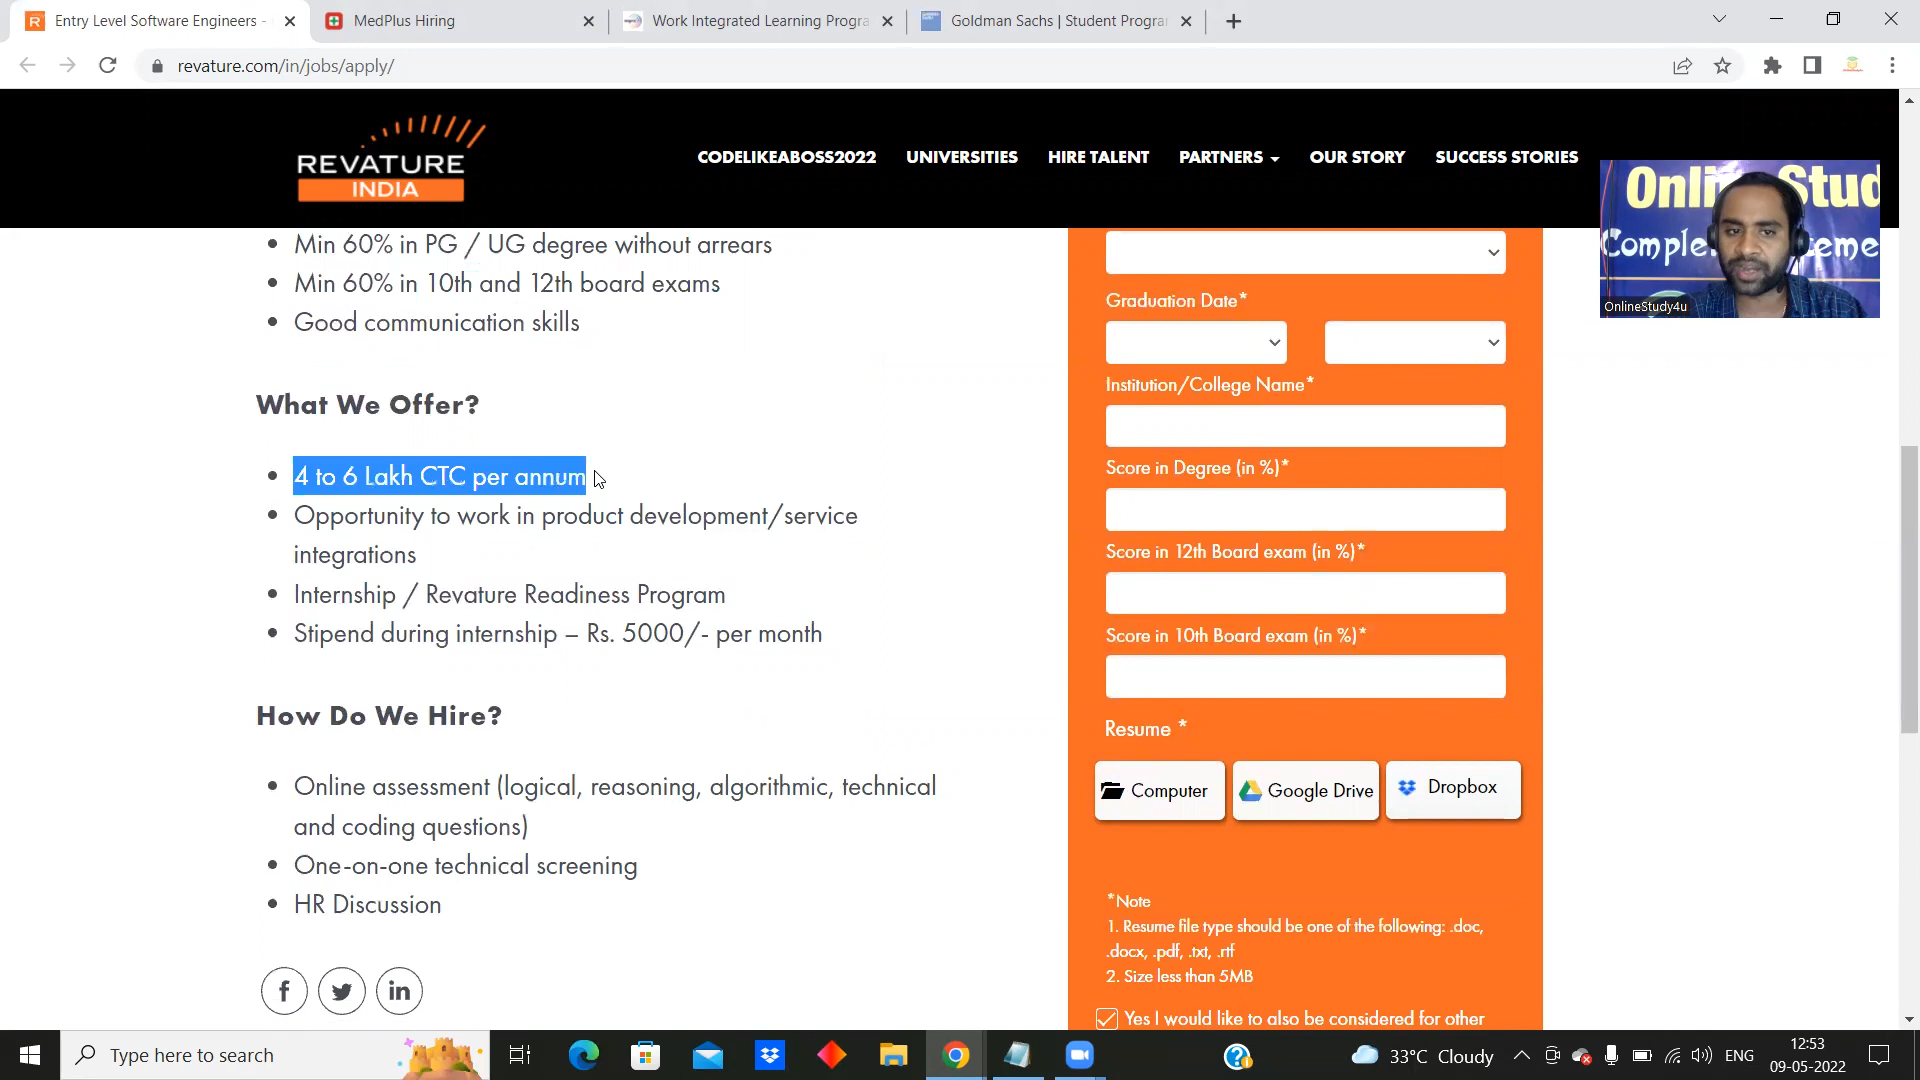 Entry Level Software Engineers -
MedPlus Hiring
Work Integrated Learning Progra
Goldman Sachs | Student Progra
revature.com/in/jobs/apply/
REVATURE
INDIA
CODELIKEABOSS2022
UNIVERSITIES
HIRE TALENT
PARTNERS
OUR STORY
SUCCESS STORIES
OnlineStudy4u
Min 60% in PG / UG degree without arrears
Min 60% in 10th and 12th board exams
Good communication skills
What We Offer?
4 to 6 Lakh CTC per annum
Opportunity to work in product development/service
integrations
Internship / Revature Readiness Program
Stipend during internship – Rs. 5000/- per month
How Do We Hire?
Online assessment (logical, reasoning, algorithmic, technical
and coding questions)
One-on-one technical screening
HR Discussion
Graduation Date*
Institution/College Name*
Score in Degree (in %)*
Score in 12th Board exam (in %)*
Score in 10th Board exam (in %)*
Resume *
Computer
Google Drive
Dropbox
*Note
1. Resume file type should be one of the following: .doc,
.docx, .pdf, .txt, .rtf
2. Size less than 5MB
Yes I would like to also be considered for other
Type here to search
33°C Cloudy
ENG
12:53
09-05-2022